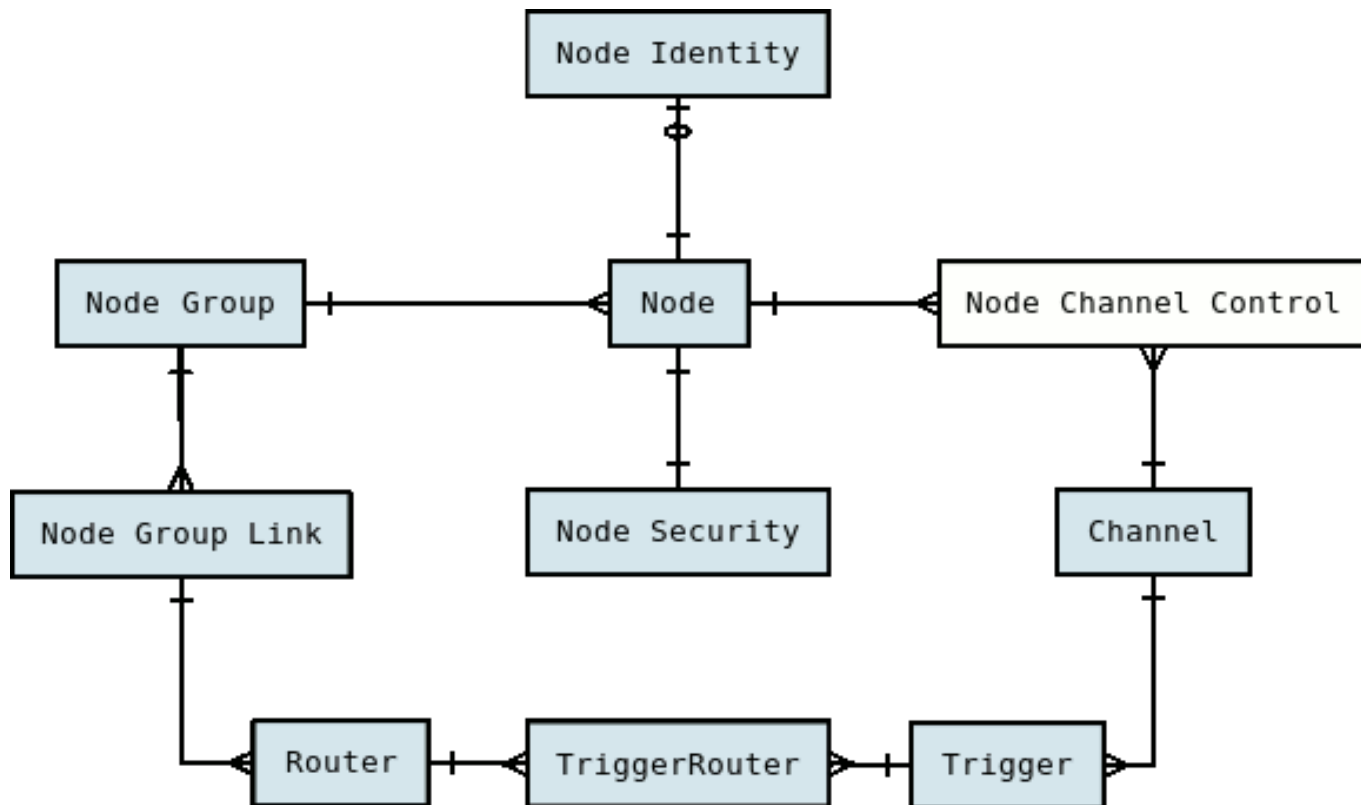 Node Identity
Node Group
Node
Node Channel Control
Node Group Link
Node Security
Channel
Router
TriggerRouter
Trigger